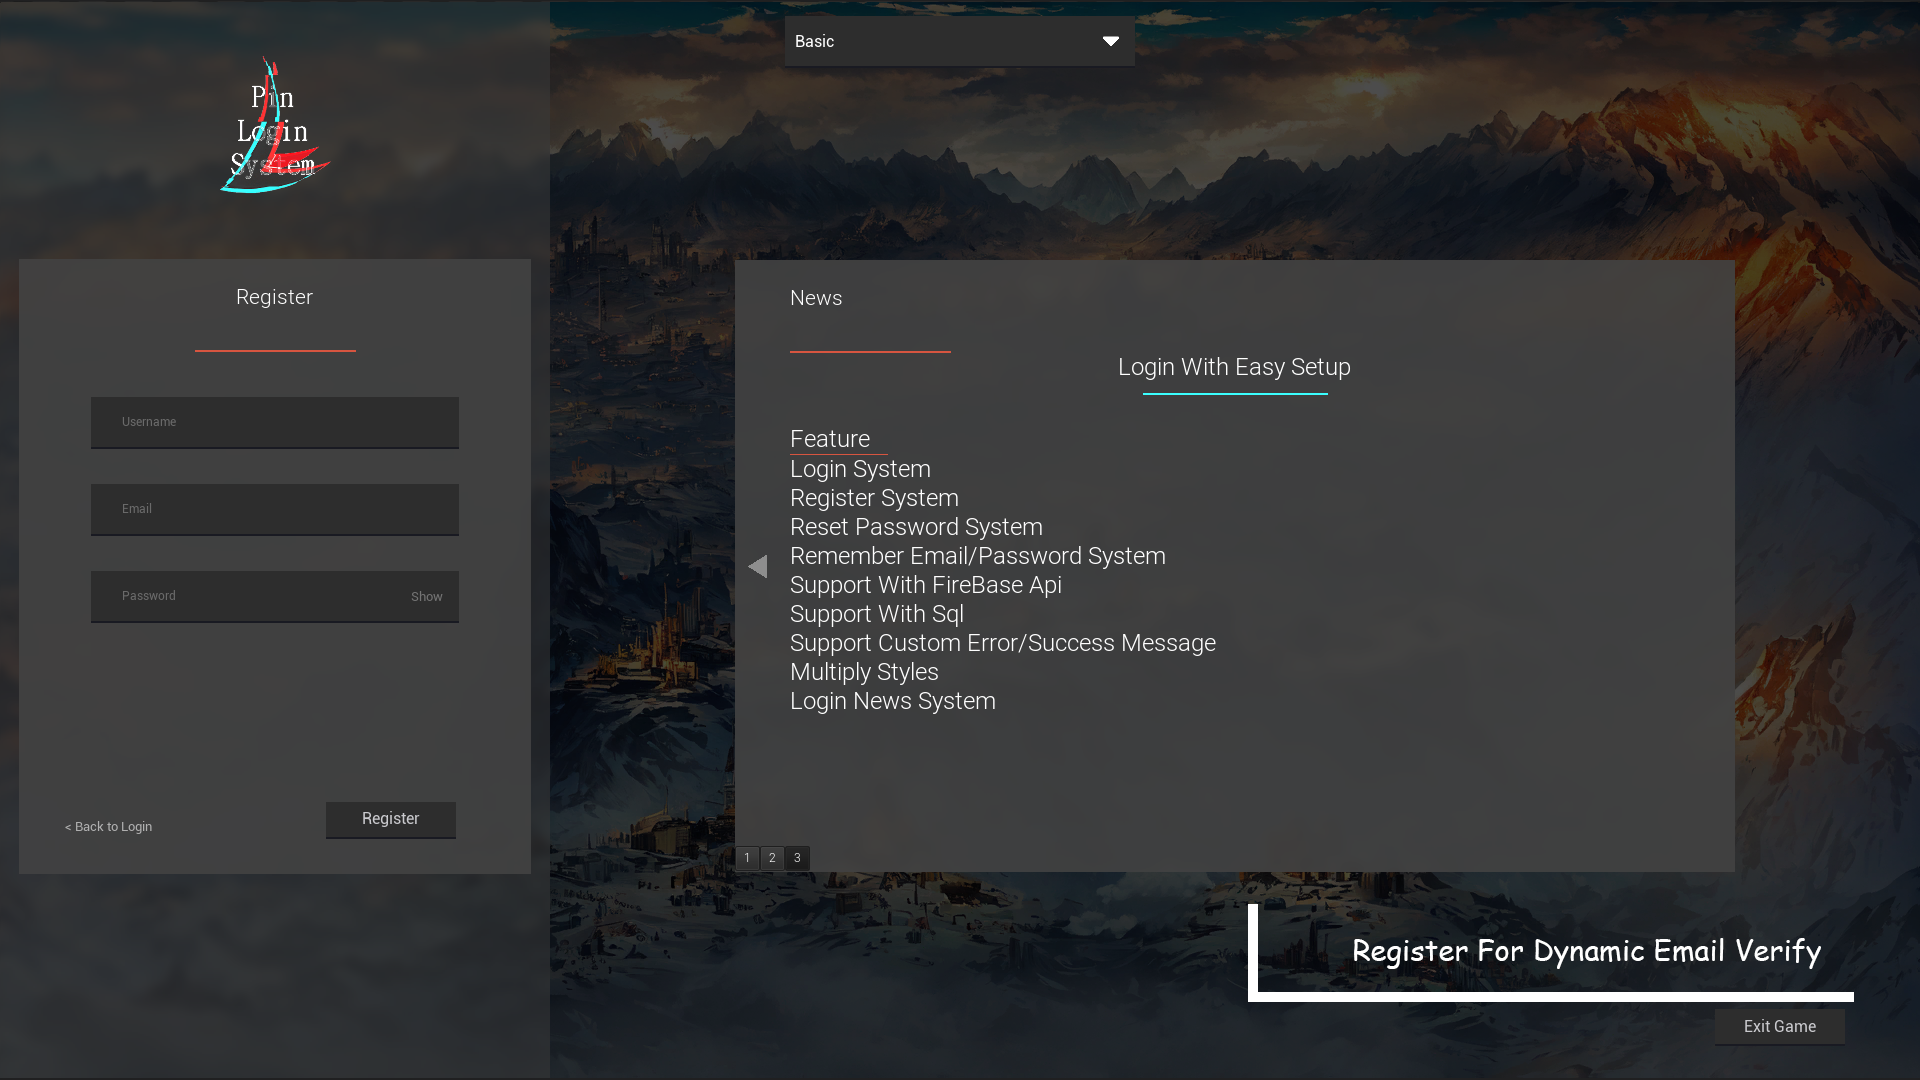 Basic
Pin
Login
System
Register
Username
Email
Password
Show
< Back to Login
Register
News
Login With Easy Setup
Feature
Login System
Register System
Reset Password System
Remember Email/Password System
Support With FireBase Api
Support With Sql
Support Custom Error/Success Message
Multiply Styles
Login News System
1 2 3
Register For Dynamic Email Verify
Exit Game